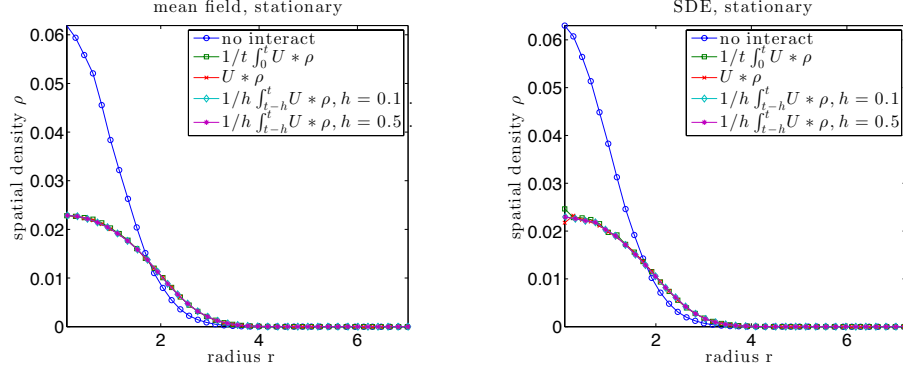 mean field, stationary
0.06
0.05
0.04
0.03
0.02
0.01
0
2
4
6
spatial density ρ
radius r
no interact
1/t ∫₀ᵗ U ∗ ρ
U ∗ ρ
1/h ∫ₜ₋ₕᵗ U ∗ ρ, h = 0.1
1/h ∫ₜ₋ₕᵗ U ∗ ρ, h = 0.5
SDE, stationary
0.06
0.05
0.04
0.03
0.02
0.01
0
2
4
6
spatial density ρ
radius r
no interact
1/t ∫₀ᵗ U ∗ ρ
U ∗ ρ
1/h ∫ₜ₋ₕᵗ U ∗ ρ, h = 0.1
1/h ∫ₜ₋ₕᵗ U ∗ ρ, h = 0.5